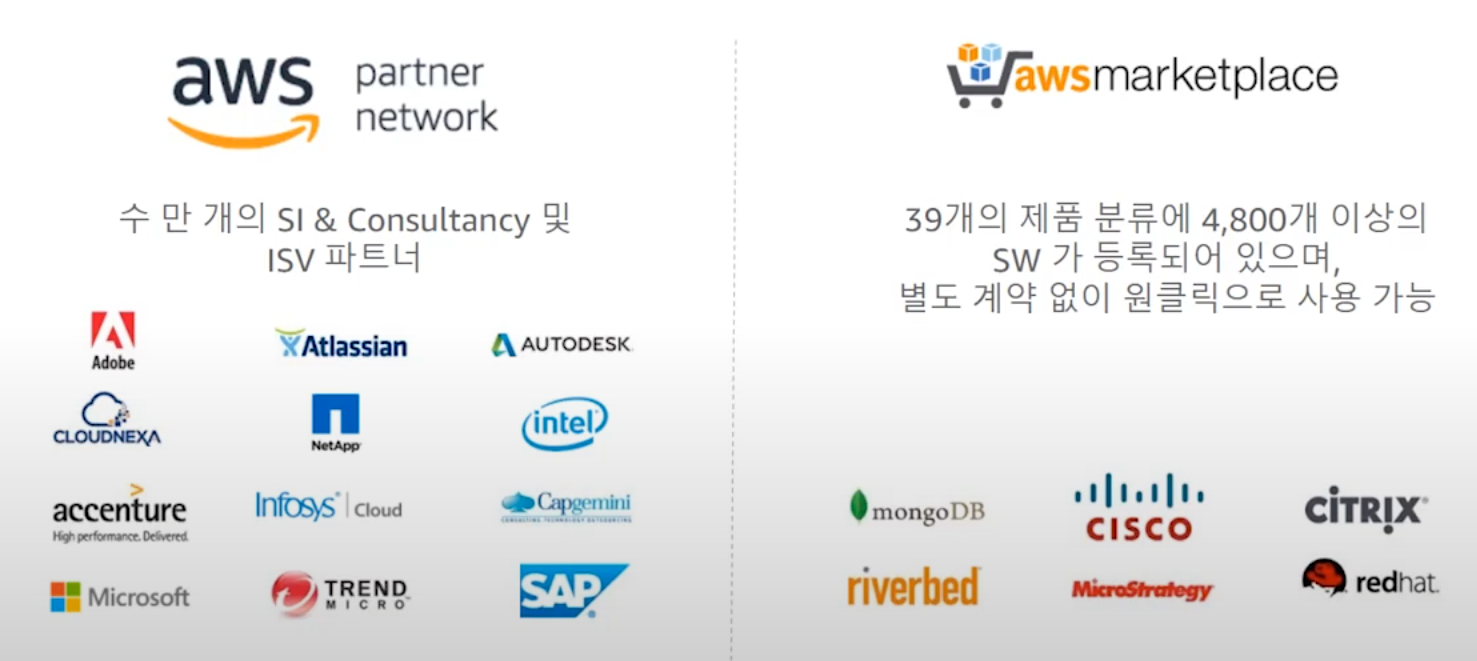 aws partner
network
수 만 개의 SI & Consultancy 및
ISV 파트너
Adobe
Atlassian
AUTODESK
CLOUDNEXA
NetApp
intel
accenture
High performance. Delivered.
Infosys | Cloud
Capgemini
CONSULTING.TECHNOLOGY.OUTSOURCING
Microsoft
TREND
MICRO
SAP
awsmarketplace
39개의 제품 분류에 4,800개 이상의
SW 가 등록되어 있으며,
별도 계약 없이 원클릭으로 사용 가능
mongoDB
CISCO
CITRIX
riverbed
MicroStrategy
redhat.